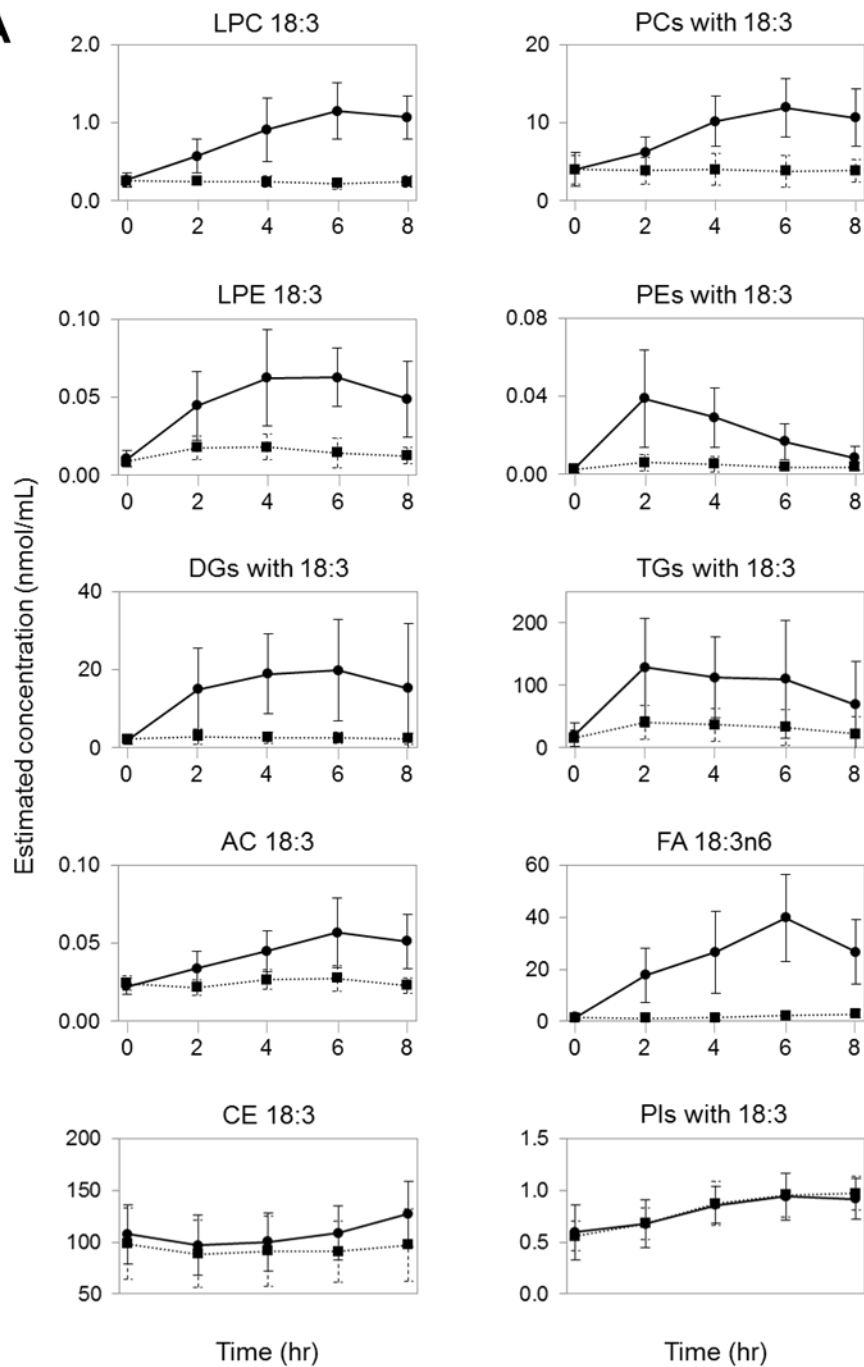 A
LPC 18:3
2.0
1.0
0.0
0 2 4 6 8
PCs with 18:3
20
10
0
0 2 4 6 8
LPE 18:3
0.10
0.05
0.00
0 2 4 6 8
PEs with 18:3
0.08
0.04
0.00
0 2 4 6 8
Estimated concentration (nmol/mL)
DGs with 18:3
40
20
0
0 2 4 6 8
TGs with 18:3
200
100
0
0 2 4 6 8
AC 18:3
0.10
0.05
0.00
0 2 4 6 8
FA 18:3n6
60
40
20
0
0 2 4 6 8
CE 18:3
200
150
100
50
0 2 4 6 8
PIs with 18:3
1.5
1.0
0.5
0.0
0 2 4 6 8
Time (hr)
Time (hr)